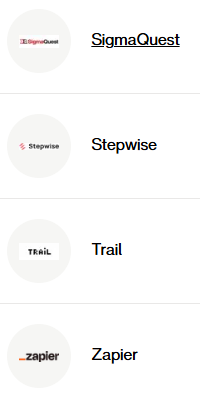 SigmaQuest
SigmaQuest
Stepwise
Stepwise
TRAIL
Trail
zapier
Zapier